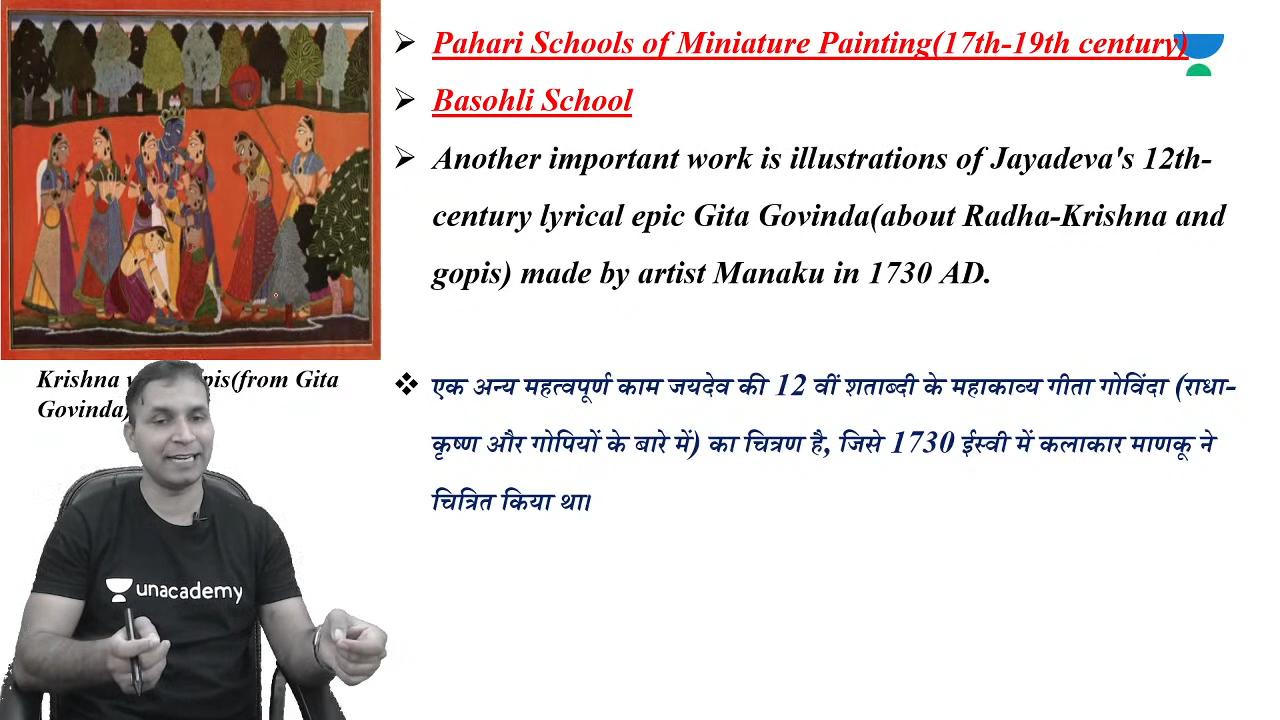 Pahari Schools of Miniature Painting(17th-19th century)
Basohli School
Another important work is illustrations of Jayadeva's 12th-
century lyrical epic Gita Govinda(about Radha-Krishna and
gopis) made by artist Manaku in 1730 AD.
एक अन्य महत्वपूर्ण काम जयदेव की 12 वीं शताब्दी के महाकाव्य गीता गोविंदा (राधा-
कृष्ण और गोपियों के बारे में) का चित्रण है, जिसे 1730 ईस्वी में कलाकार माणकू ने
चित्रित किया था।
Krishna (from Gita
Govinda)
unacademy